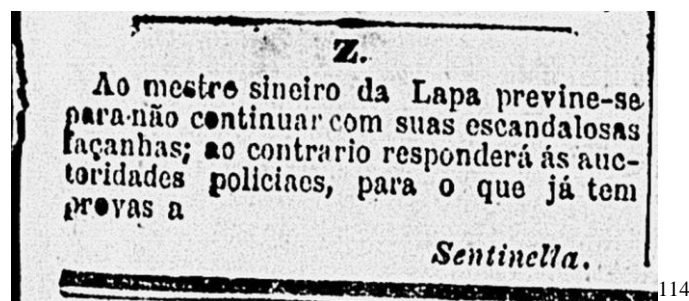 Z.
Ao mestre sineiro da Lapa previne-se
para não continuar com suas escandalosas
façanhas; ao contrario responderá ás auc-
toridades policiaes, para o que já tem
provas a
Sentinella.
114